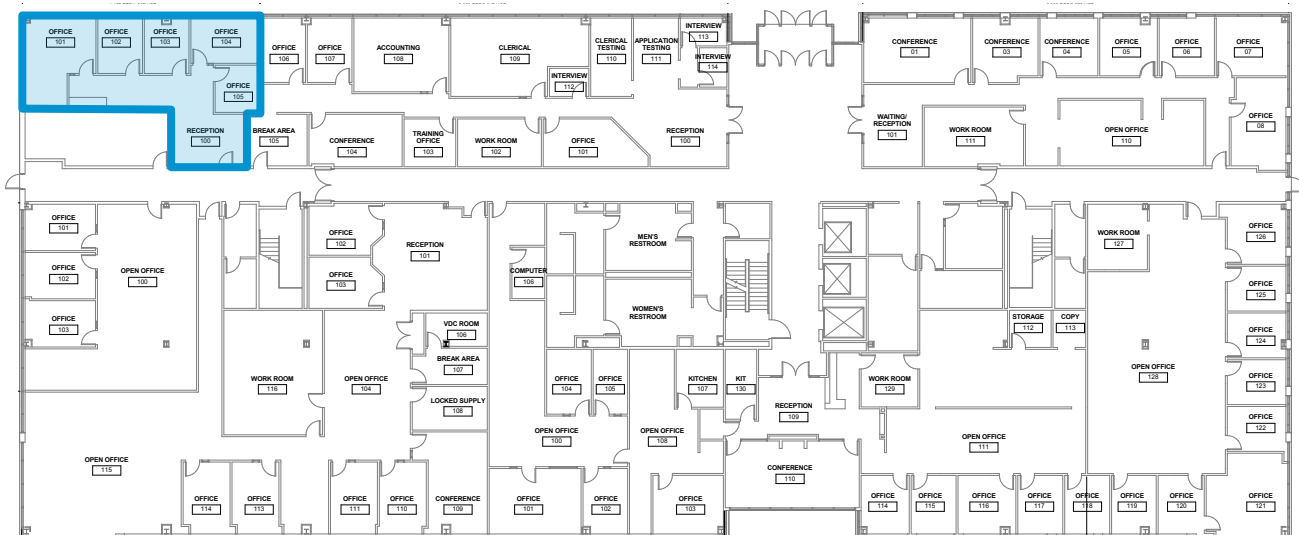 OFFICE
101
OFFICE
102
OFFICE
103
OFFICE
104
OFFICE
105
RECEPTION
100
OFFICE
106
OFFICE
107
ACCOUNTING
108
CLERICAL
109
INTERVIEW
112
CLERICAL
TESTING
110
APPLICATION
TESTING
111
INTERVIEW
113
INTERVIEW
114
BREAK AREA
105
CONFERENCE
104
TRAINING
OFFICE
103
WORK ROOM
102
OFFICE
101
RECEPTION
100
CONFERENCE
01
CONFERENCE
03
CONFERENCE
04
OFFICE
05
OFFICE
06
OFFICE
07
OFFICE
08
WAITING/
RECEPTION
101
WORK ROOM
111
OPEN OFFICE
110
OFFICE
101
OFFICE
102
OFFICE
103
OPEN OFFICE
100
OFFICE
102
OFFICE
103
RECEPTION
101
COMPUTER
106
MEN'S
RESTROOM
WOMEN'S
RESTROOM
WORK ROOM
127
OFFICE
126
OFFICE
125
OFFICE
124
OFFICE
123
OFFICE
122
OFFICE
121
STORAGE
112
COPY
113
OPEN OFFICE
128
VDC ROOM
106
BREAK AREA
107
LOCKED SUPPLY
108
WORK ROOM
116
OPEN OFFICE
104
OFFICE
104
OFFICE
105
KITCHEN
107
KIT
130
RECEPTION
109
WORK ROOM
129
OPEN OFFICE
100
OPEN OFFICE
108
OPEN OFFICE
111
CONFERENCE
110
OPEN OFFICE
115
OFFICE
114
OFFICE
113
OFFICE
111
OFFICE
110
CONFERENCE
109
OFFICE
101
OFFICE
102
OFFICE
103
OFFICE
114
OFFICE
115
OFFICE
116
OFFICE
117
OFFICE
118
OFFICE
119
OFFICE
120